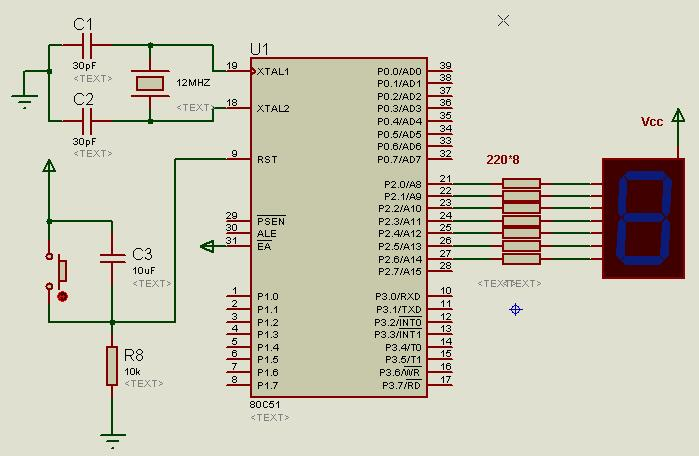 C1
30pF
<TEXT>
C2
30pF
<TEXT>
12MHZ
<TEXT>
U1
19 XTAL1
18 XTAL2
9 RST
29 PSEN
30 ALE
31 EA
1 P1.0
2 P1.1
3 P1.2
4 P1.3
5 P1.4
6 P1.5
7 P1.6
8 P1.7
P0.0/AD0 39
P0.1/AD1 38
P0.2/AD2 37
P0.3/AD3 36
P0.4/AD4 35
P0.5/AD5 34
P0.6/AD6 33
P0.7/AD7 32
P2.0/A8 21
P2.1/A9 22
P2.2/A10 23
P2.3/A11 24
P2.4/A12 25
P2.5/A13 26
P2.6/A14 27
P2.7/A15 28
P3.0/RXD 10
P3.1/TXD 11
P3.2/INT0 12
P3.3/INT1 13
P3.4/T0 14
P3.5/T1 15
P3.6/WR 16
P3.7/RD 17
80C51
<TEXT>
C3
10uF
<TEXT>
R8
10k
<TEXT>
220*8
<TEXT>
<TEXT>
Vcc
8